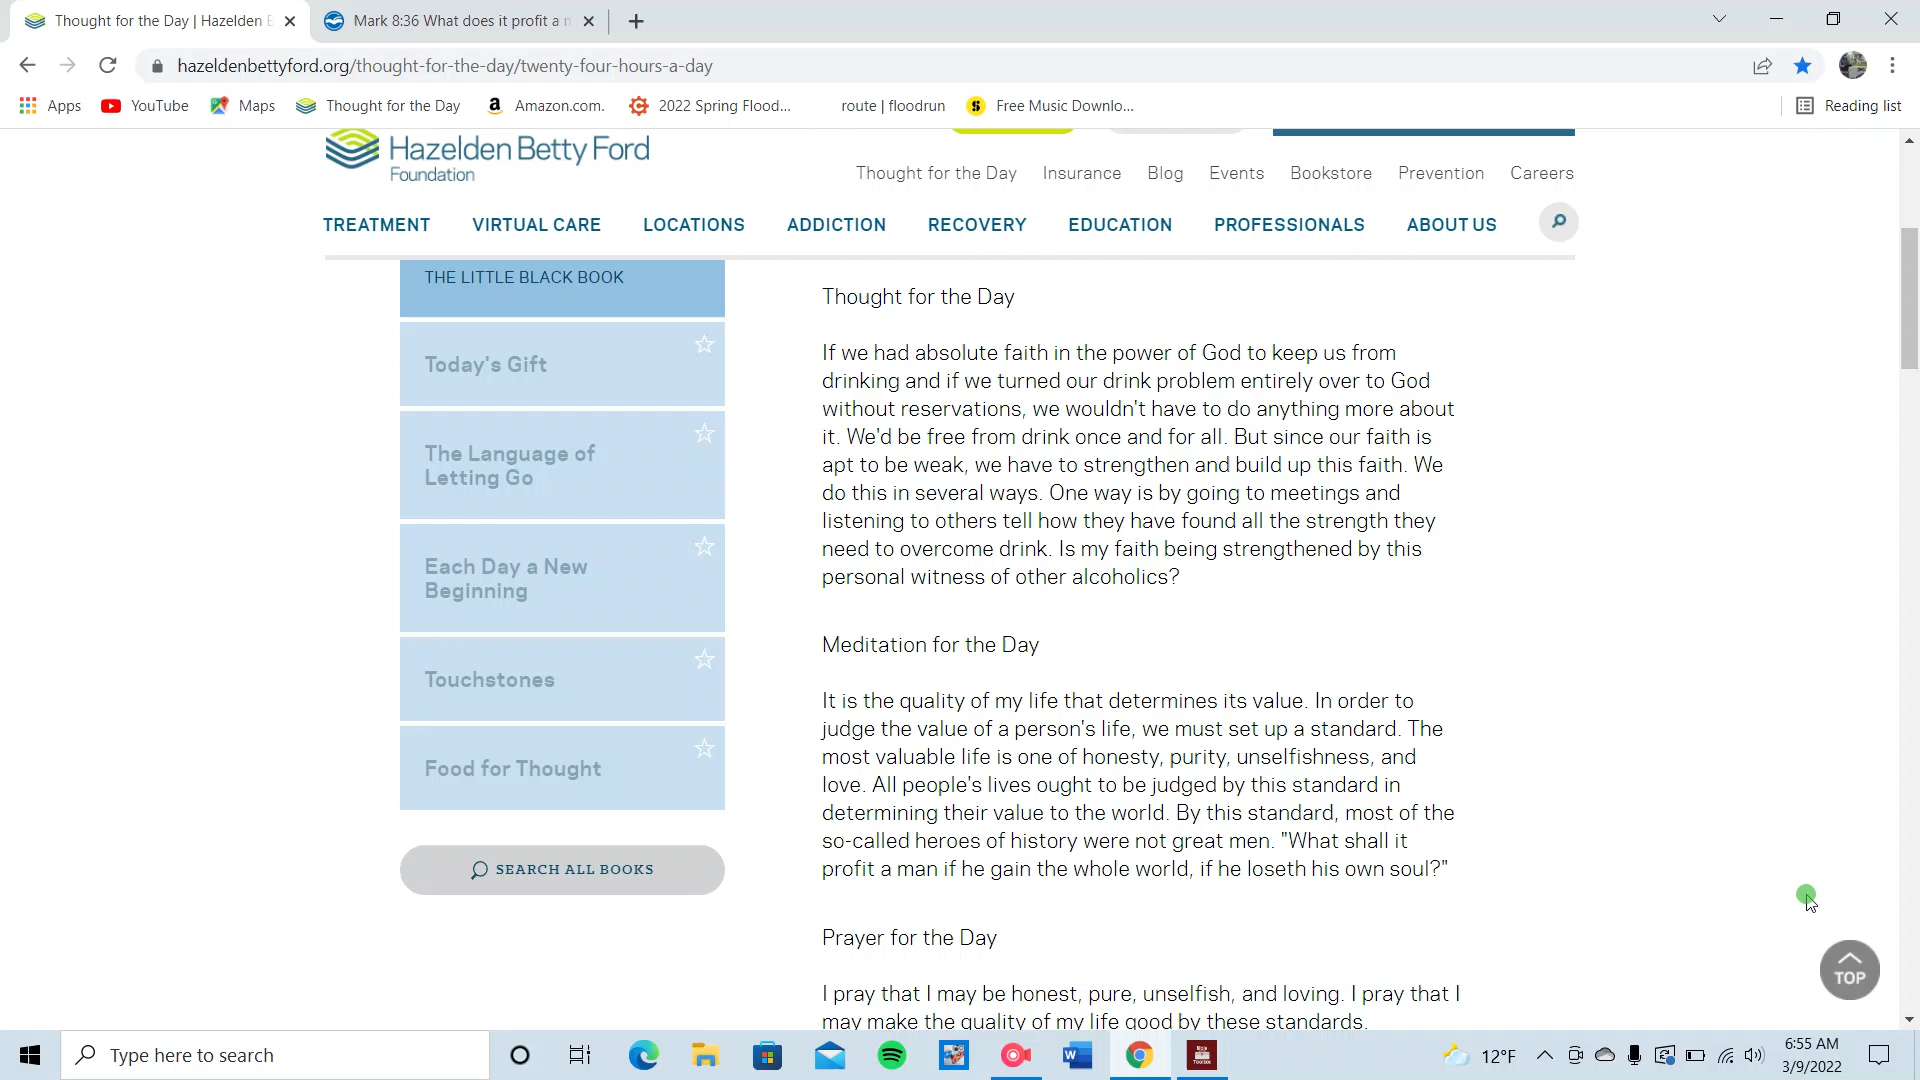 Thought for the Day | Hazelden B
Mark 8:36 What does it profit a m
hazeldenbettyford.org/thought-for-the-day/twenty-four-hours-a-day
Apps
YouTube
Maps
Thought for the Day
Amazon.com.
2022 Spring Flood...
route | floodrun
Free Music Downlo...
Reading list
Hazelden Betty Ford
Foundation
Thought for the Day
Insurance
Blog
Events
Bookstore
Prevention
Careers
TREATMENT
VIRTUAL CARE
LOCATIONS
ADDICTION
RECOVERY
EDUCATION
PROFESSIONALS
ABOUT US
THE LITTLE BLACK BOOK
Today's Gift
The Language of
Letting Go
Each Day a New
Beginning
Touchstones
Food for Thought
SEARCH ALL BOOKS
Thought for the Day
If we had absolute faith in the power of God to keep us from
drinking and if we turned our drink problem entirely over to God
without reservations, we wouldn't have to do anything more about
it. We'd be free from drink once and for all. But since our faith is
apt to be weak, we have to strengthen and build up this faith. We
do this in several ways. One way is by going to meetings and
listening to others tell how they have found all the strength they
need to overcome drink. Is my faith being strengthened by this
personal witness of other alcoholics?
Meditation for the Day
It is the quality of my life that determines its value. In order to
judge the value of a person's life, we must set up a standard. The
most valuable life is one of honesty, purity, unselfishness, and
love. All people's lives ought to be judged by this standard in
determining their value to the world. By this standard, most of the
so-called heroes of history were not great men. "What shall it
profit a man if he gain the whole world, if he loseth his own soul?"
Prayer for the Day
I pray that I may be honest, pure, unselfish, and loving. I pray that I
may make the quality of my life good by these standards.
TOP
Type here to search
12°F
6:55 AM
3/9/2022